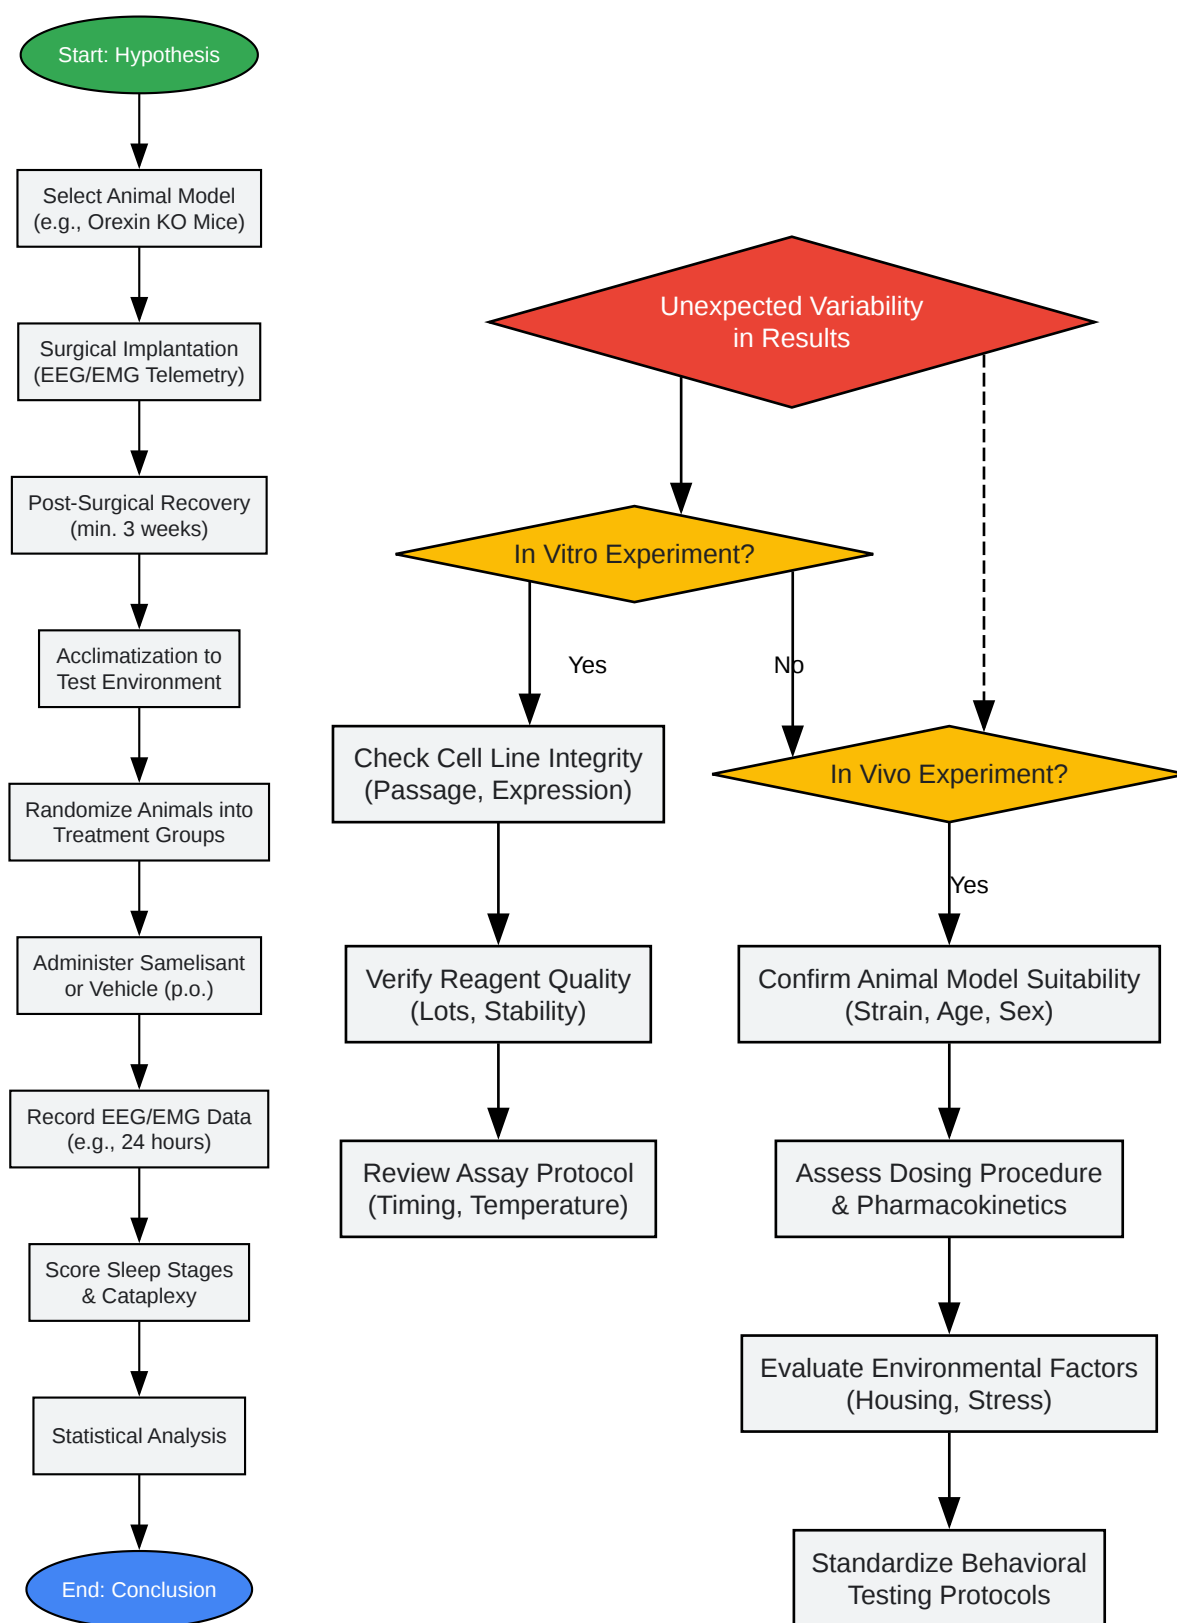 Start: Hypothesis
Select Animal Model
(e.g., Orexin KO Mice)
Surgical Implantation
(EEG/EMG Telemetry)
Post-Surgical Recovery
(min. 3 weeks)
Acclimatization to
Test Environment
Randomize Animals into
Treatment Groups
Administer Samelisant
or Vehicle (p.o.)
Record EEG/EMG Data
(e.g., 24 hours)
Score Sleep Stages
& Cataplexy
Statistical Analysis
End: Conclusion
Unexpected Variability
in Results
In Vitro Experiment?
Yes
No
Check Cell Line Integrity
(Passage, Expression)
Verify Reagent Quality
(Lots, Stability)
Review Assay Protocol
(Timing, Temperature)
In Vivo Experiment?
Yes
Confirm Animal Model Suitability
(Strain, Age, Sex)
Assess Dosing Procedure
& Pharmacokinetics
Evaluate Environmental Factors
(Housing, Stress)
Standardize Behavioral
Testing Protocols